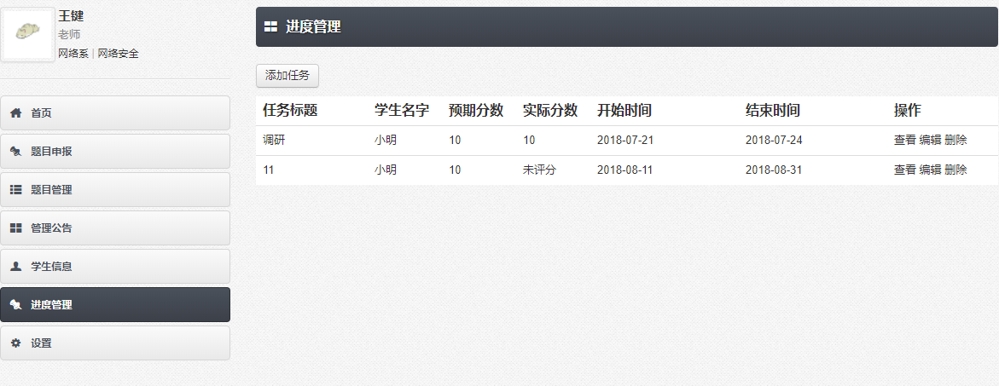 王键
老师
网络系 | 网络安全
首页
题目申报
题目管理
管理公告
学生信息
进度管理
设置
进度管理
添加任务
任务标题 学生名字 预期分数 实际分数 开始时间 结束时间 操作
调研 小明 10 10 2018-07-21 2018-07-24 查看 编辑 删除
11 小明 10 未评分 2018-08-11 2018-08-31 查看 编辑 删除